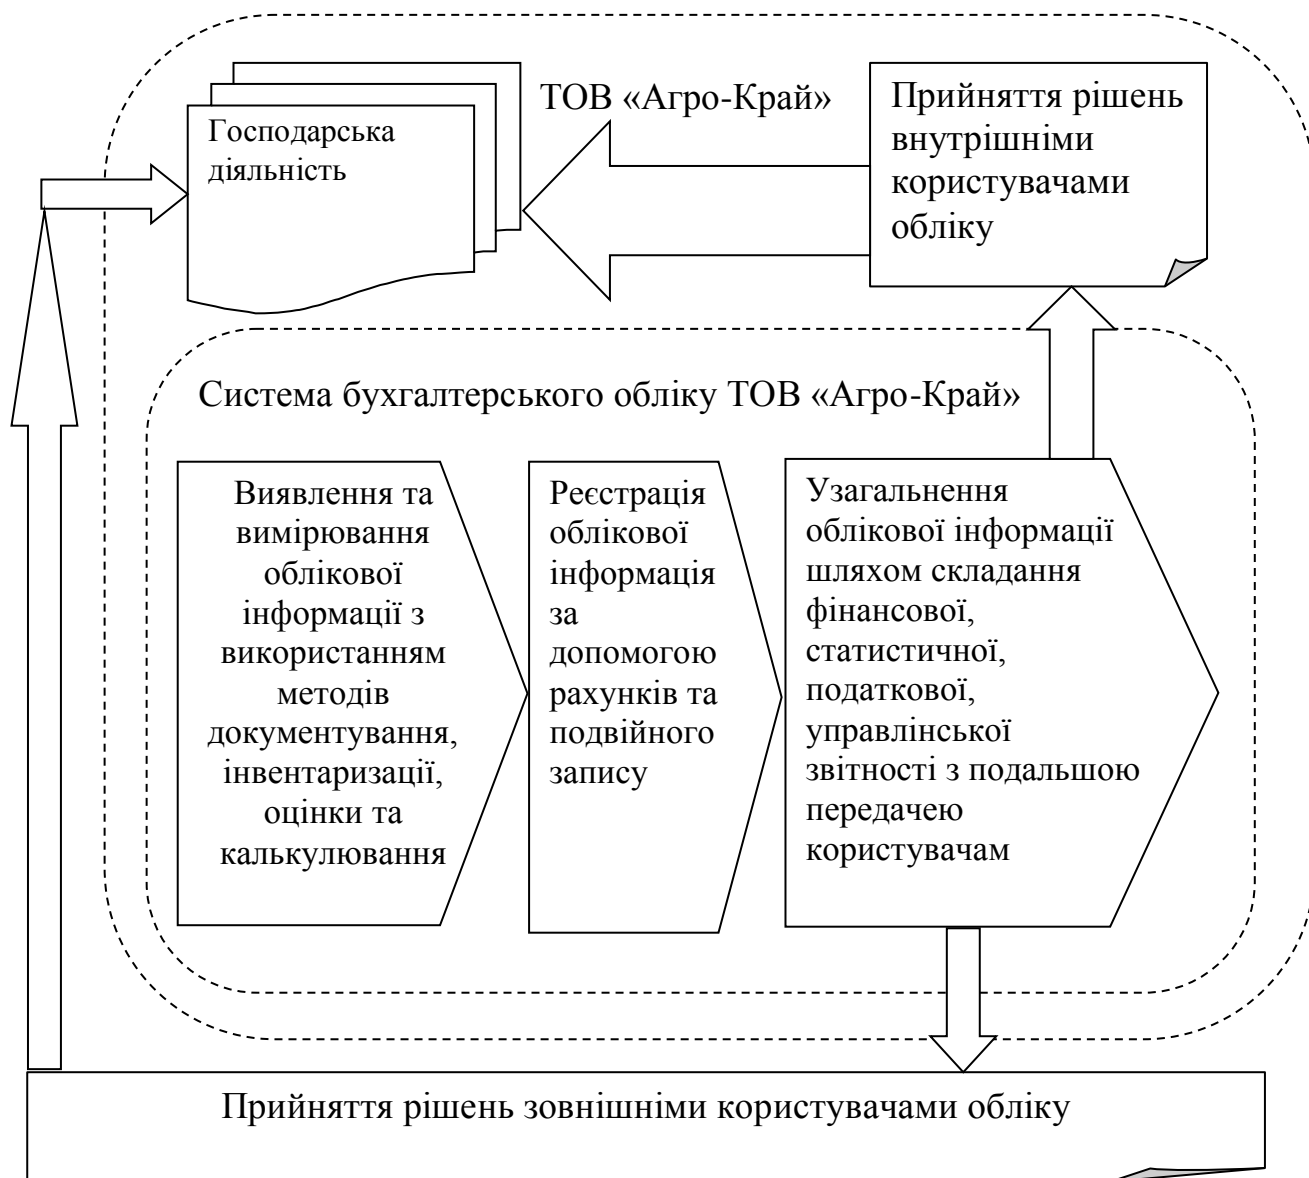 ТОВ «Агро-Край»
Господарська
діяльність
Прийняття рішень
внутрішніми
користувачами
обліку
Система бухгалтерського обліку ТОВ «Агро-Край»
Виявлення та
вимірювання
облікової
інформації з
використанням
методів
документування,
інвентаризації,
оцінки та
калькулювання
Реєстрація
облікової
інформація
за
допомогою
рахунків та
подвійного
запису
Узагальнення
облікової інформації
шляхом складання
фінансової,
статистичної,
податкової,
управлінської
звітності з подальшою
передачею
користувачам
Прийняття рішень зовнішніми користувачами обліку